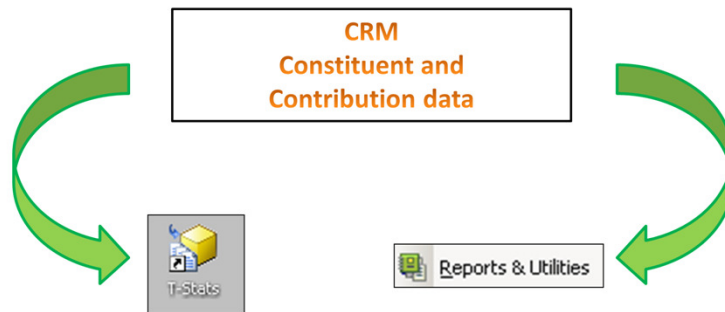 CRM
Constituent and
Contribution data
T-Stats
Reports & Utilities